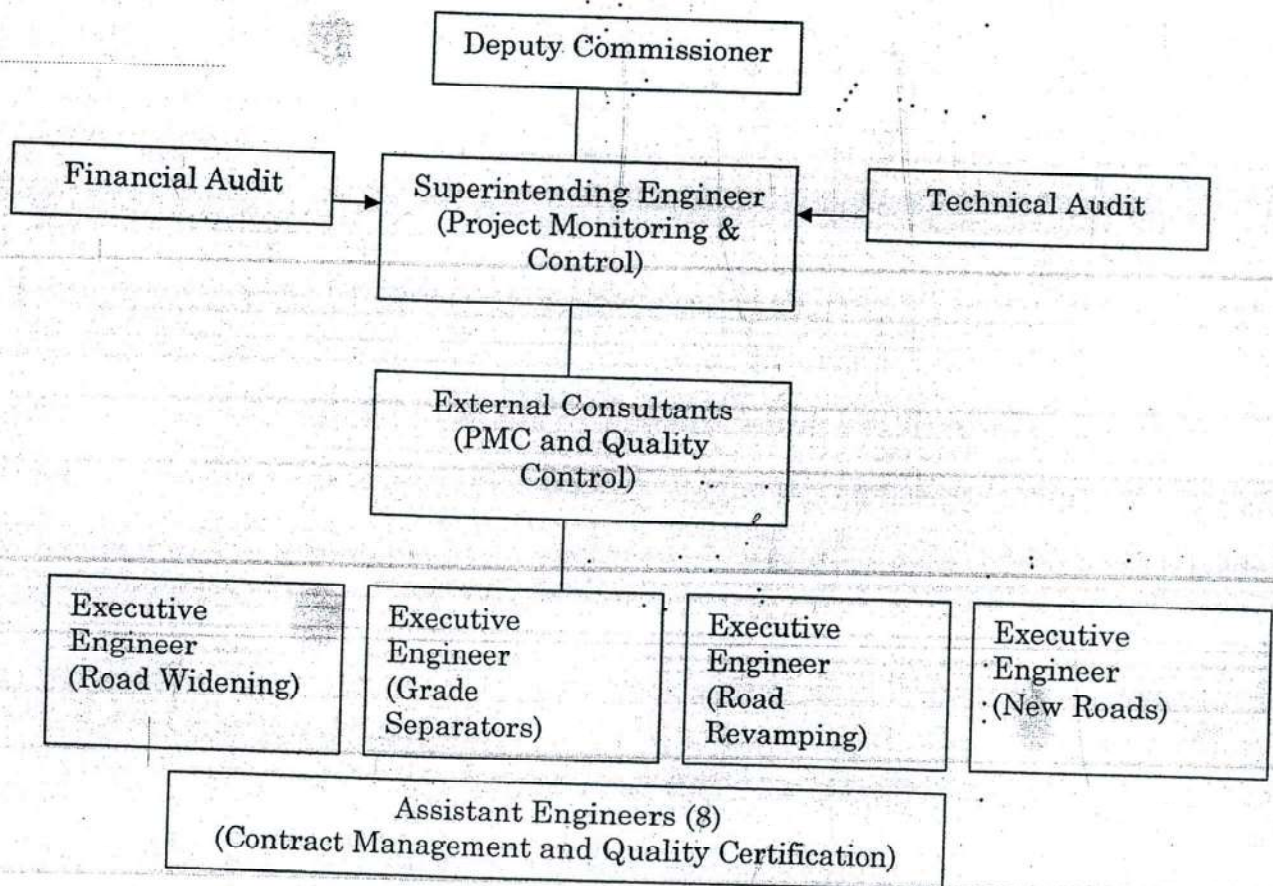 Deputy Commissioner
Financial Audit
Superintending Engineer
(Project Monitoring &
Control)
Technical Audit
External Consultants
(PMC and Quality
Control)
Executive
Engineer
(Road Widening)
Executive
Engineer
(Grade
Separators)
Executive
Engineer
(Road
Revamping)
Executive
Engineer
(New Roads)
Assistant Engineers (8)
(Contract Management and Quality Certification)